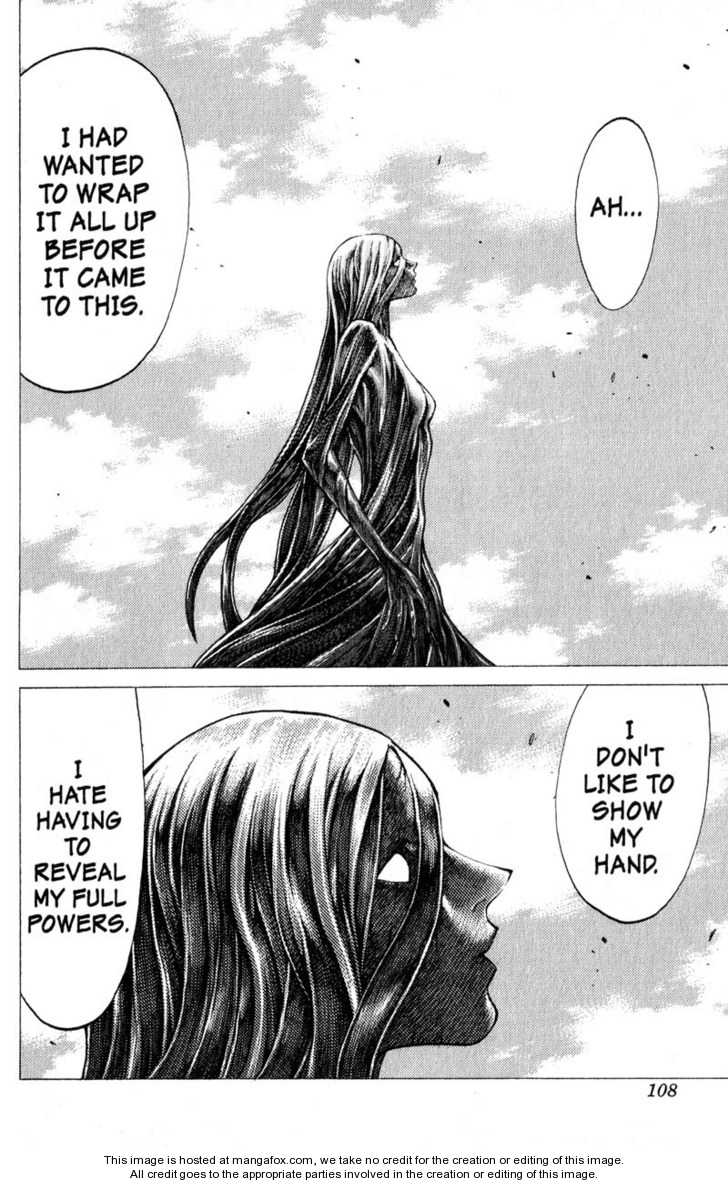 AH...
I HAD
WANTED
TO WRAP
IT ALL UP
BEFORE
IT CAME
TO THIS.
I
DON'T
LIKE TO
SHOW
MY
HAND.
I
HATE
HAVING
TO
REVEAL
MY FULL
POWERS.
108
This image is hosted at mangafox.com, we take no credit for the creation or editing of this image.
All credit goes to the appropriate parties involved in the creation or editing of this image.